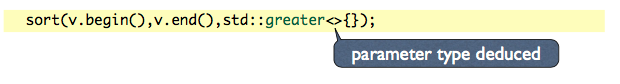 sort(v.begin(),v.end(),std::greater<>{});
parameter type deduced